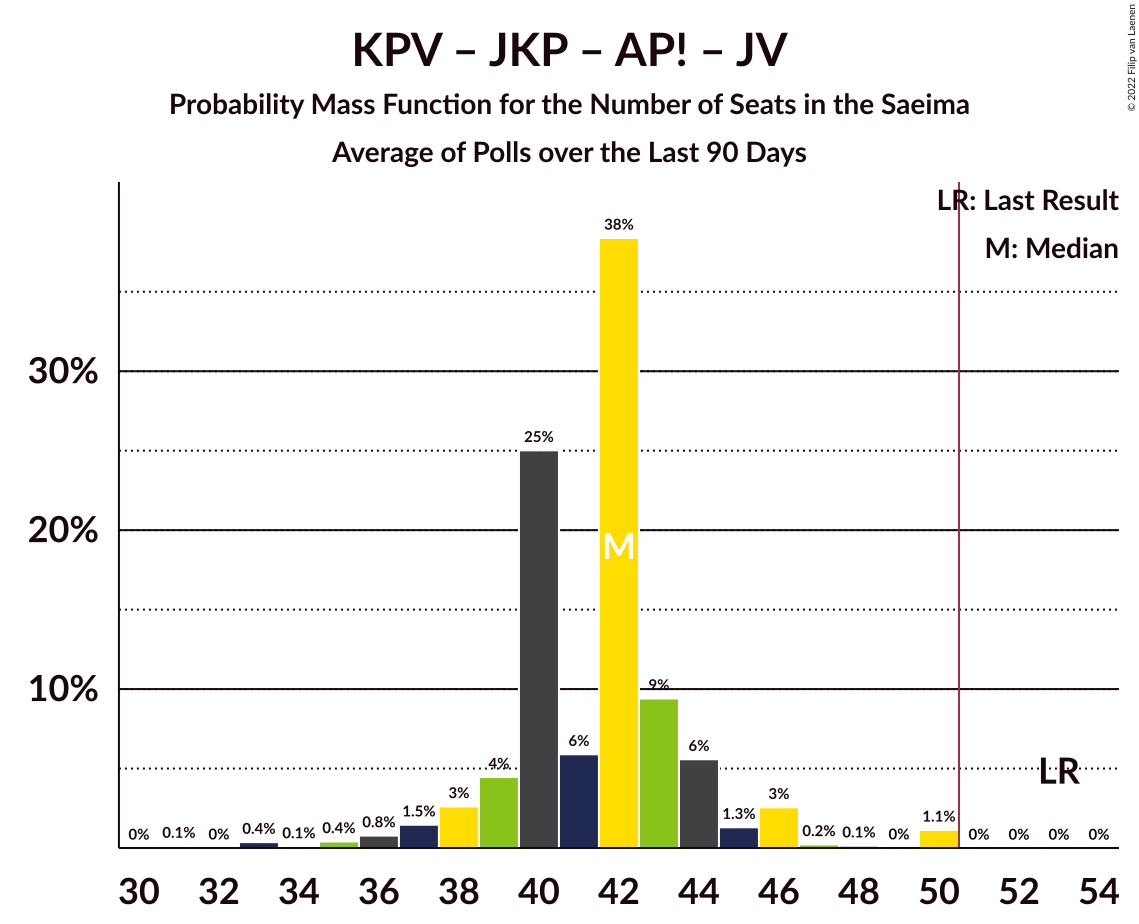 KPV – JKP – AP! – JV
Probability Mass Function for the Number of Seats in the Saeima
Average of Polls over the Last 90 Days
© 2022 Filip van Laenen
LR: Last Result
M: Median
38%
30%
25%
20%
M
10%
9%
6%
6%
4%
LR
3%
3%
1.5%
1.3%
1.1%
0% 0.1% 0% 0.4% 0.1% 0.4% 0.8% 0.2% 0.1% 0% 0% 0% 0% 0%
30 32 34 36 38 40 42 44 46 48 50 52 54